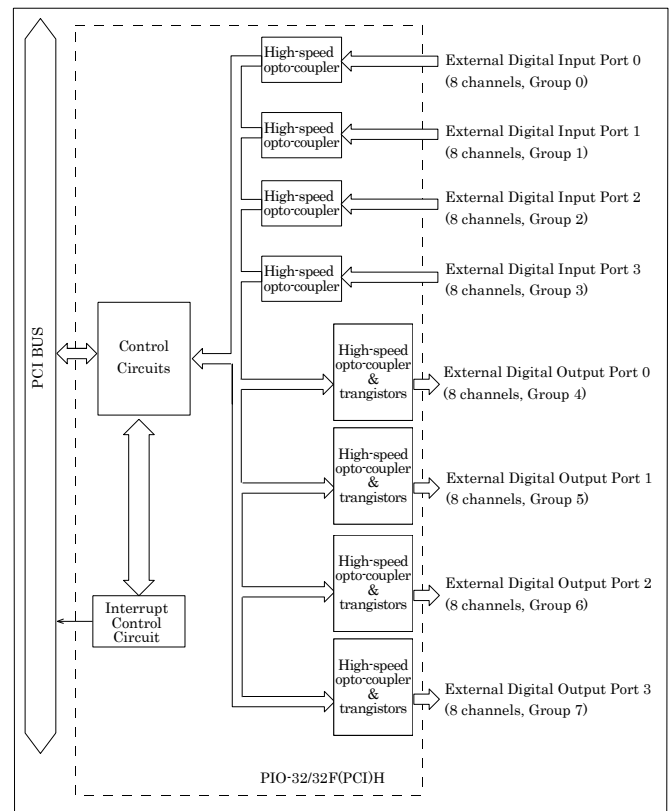 High-speed
opto-coupler
External Digital Input Port 0
(8 channels, Group 0)
High-speed
opto-coupler
External Digital Input Port 1
(8 channels, Group 1)
High-speed
opto-coupler
External Digital Input Port 2
(8 channels, Group 2)
High-speed
opto-coupler
External Digital Input Port 3
(8 channels, Group 3)
PCI BUS
Control
Circuits
High-speed
opto-coupler
&
trangistors
External Digital Output Port 0
(8 channels, Group 4)
High-speed
opto-coupler
&
trangistors
External Digital Output Port 1
(8 channels, Group 5)
High-speed
opto-coupler
&
trangistors
External Digital Output Port 2
(8 channels, Group 6)
Interrupt
Control
Circuit
High-speed
opto-coupler
&
trangistors
External Digital Output Port 3
(8 channels, Group 7)
PIO-32/32F(PCI)H